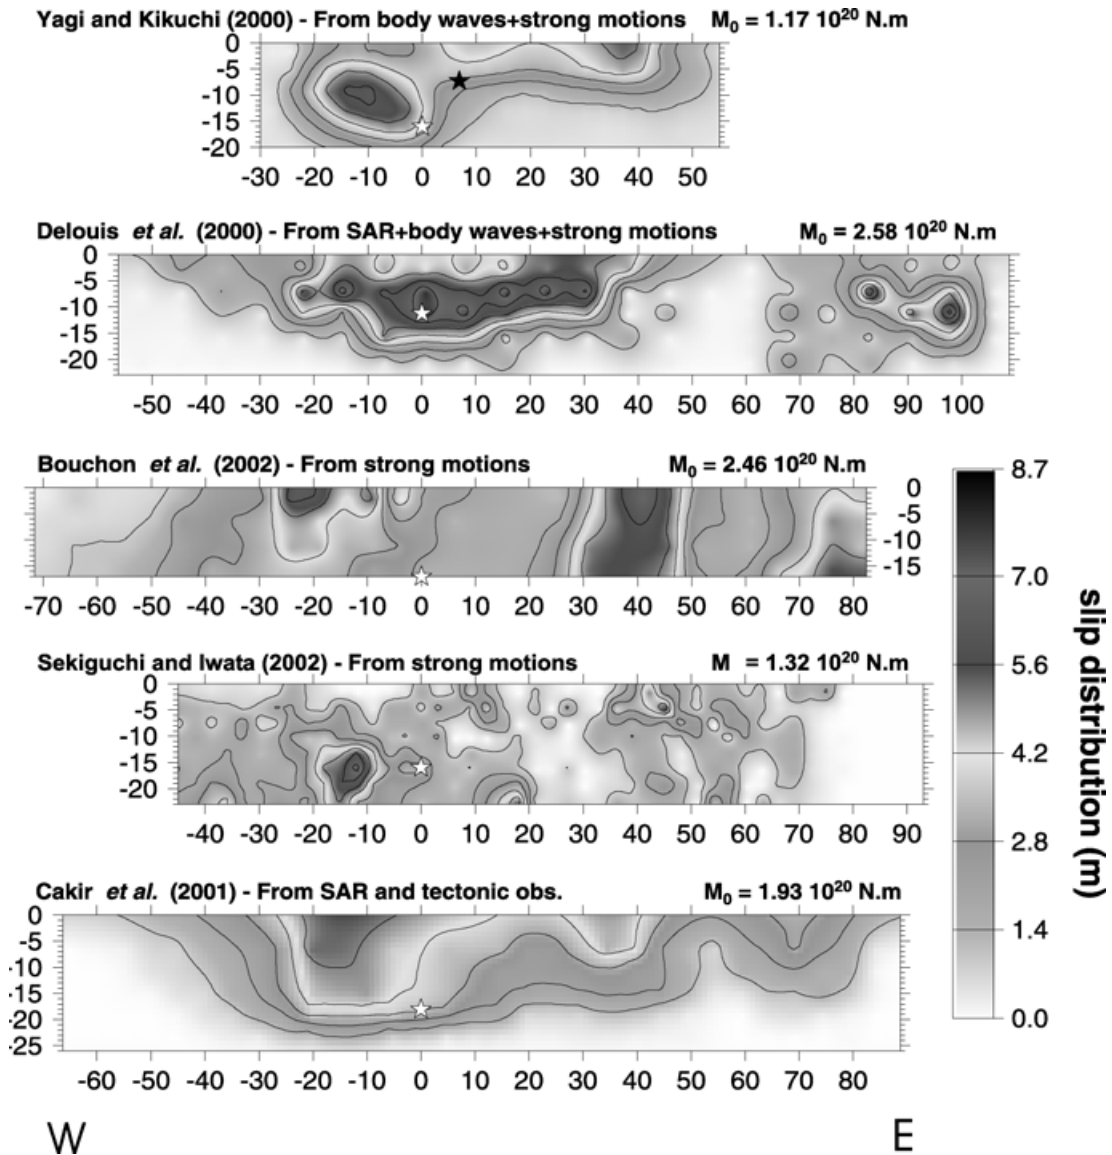 Yagi and Kikuchi (2000) - From body waves+strong motions M0 = 1.17 10^20 N.m
0
-5
-10
-15
-20
-30 -20 -10 0 10 20 30 40 50
Delouis et al. (2000) - From SAR+body waves+strong motions M0 = 2.58 10^20 N.m
0
-5
-10
-15
-20
-50 -40 -30 -20 -10 0 10 20 30 40 50 60 70 80 90 100
Bouchon et al. (2002) - From strong motions M0 = 2.46 10^20 N.m
0
-5
-10
-15
-70 -60 -50 -40 -30 -20 -10 0 10 20 30 40 50 60 70 80
Sekiguchi and Iwata (2002) - From strong motions M = 1.32 10^20 N.m
0
-5
-10
-15
-20
-40 -30 -20 -10 0 10 20 30 40 50 60 70 80 90
Cakir et al. (2001) - From SAR and tectonic obs. M0 = 1.93 10^20 N.m
0
-5
-10
-15
-20
-25
-60 -50 -40 -30 -20 -10 0 10 20 30 40 50 60 70 80
W E
8.7
7.0
5.6
4.2
2.8
1.4
0.0
slip distribution (m)